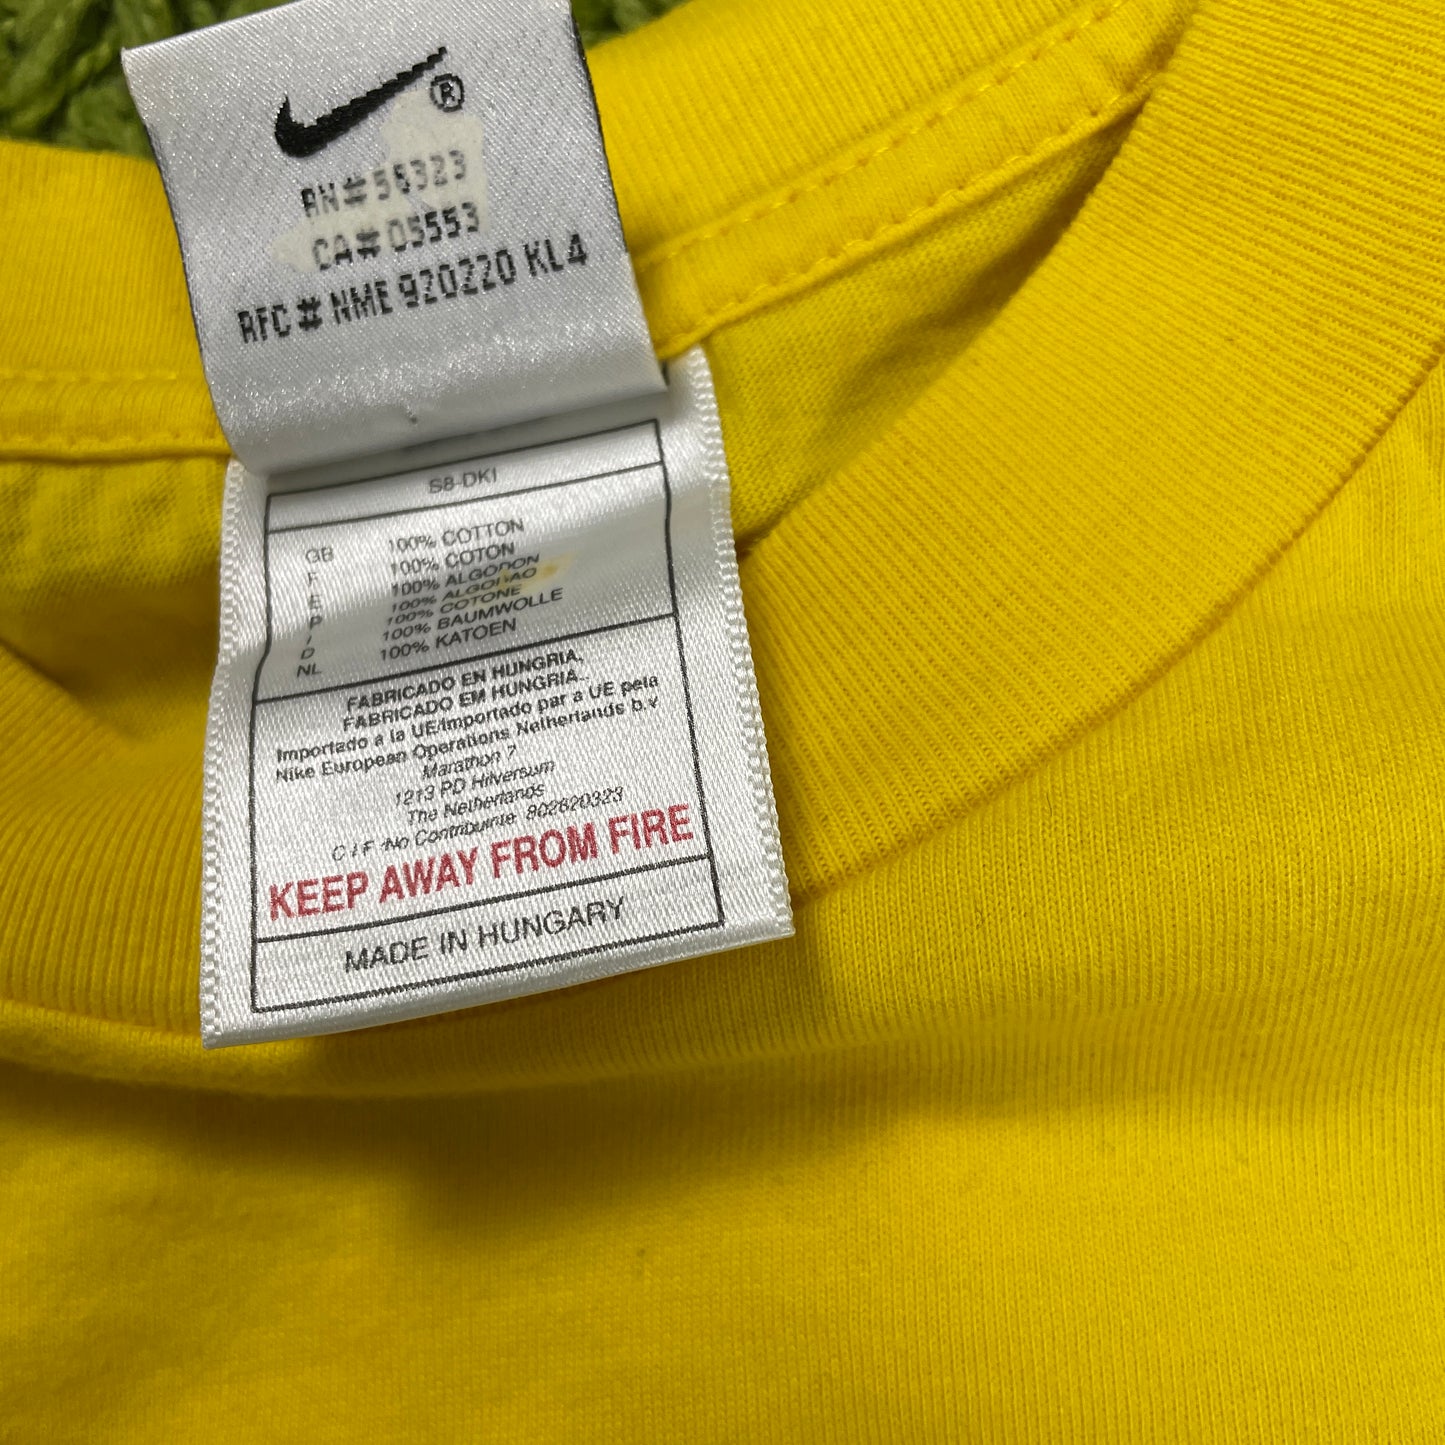 ®
RN# 56323
CA# 05553
RFC # NME 920220 KL4
S8-DKI
GB 100% COTTON
F 100% COTON
E 100% ALGODON
P 100% ALGODAO
I 100% COTONE
D 100% BAUMWOLLE
NL 100% KATOEN
FABRICADO EN HUNGRIA,
FABRICADO EM HUNGRIA.
Importado a la UE/Importado par a UE pela
Nike European Operations Netherlands b.v
Marathon 7
1213 PD Hilversum
The Netherlands
C I F No Contribuinte 802620323
KEEP AWAY FROM FIRE
MADE IN HUNGARY